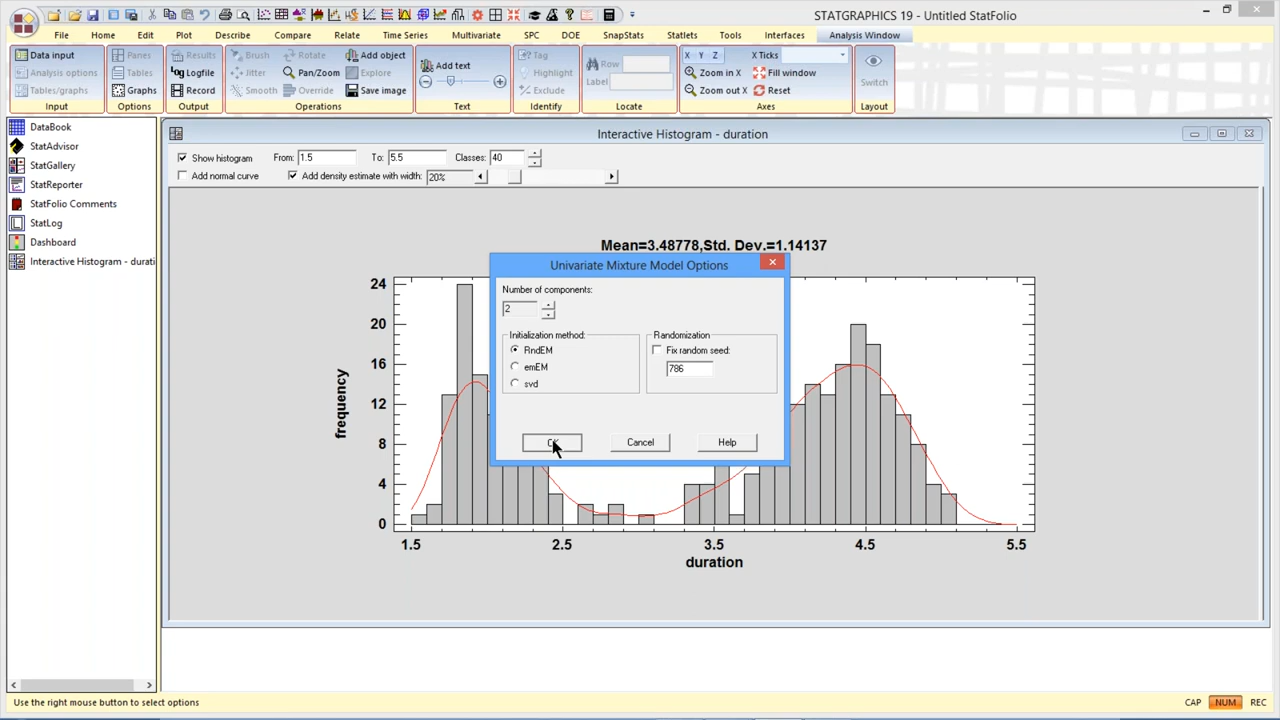 STATGRAPHICS 19 - Untitled StatFolio
File Home Edit Plot Describe Compare Relate Time Series Multivariate SPC DOE SnapStats Statlets Tools Interfaces Analysis Window
Data input Panes Results Brush Rotate Add object Add text Tag Row X Y Z X Ticks
Analysis options Tables Logfile Jitter Pan/Zoom Explore Highlight Label Zoom in X Fill window Switch
Tables/graphs Graphs Record Smooth Override Save image Exclude Zoom out X Reset
Input Options Output Operations Text Identify Locate Axes Layout
DataBook
StatAdvisor
StatGallery
StatReporter
StatFolio Comments
StatLog
Dashboard
Interactive Histogram - durati
Interactive Histogram - duration
Show histogram From: 1.5 To: 5.5 Classes: 40
Add normal curve Add density estimate with width: 20%
Mean=3.48778,Std. Dev.=1.14137
24
20
16
12
8
4
0
frequency
1.5 2.5 3.5 4.5 5.5
duration
Univariate Mixture Model Options
Number of components:
2
Initialization method: Randomization
RndEM Fix random seed:
emEM 786
svd
Cancel Help
Use the right mouse button to select options CAP NUM REC